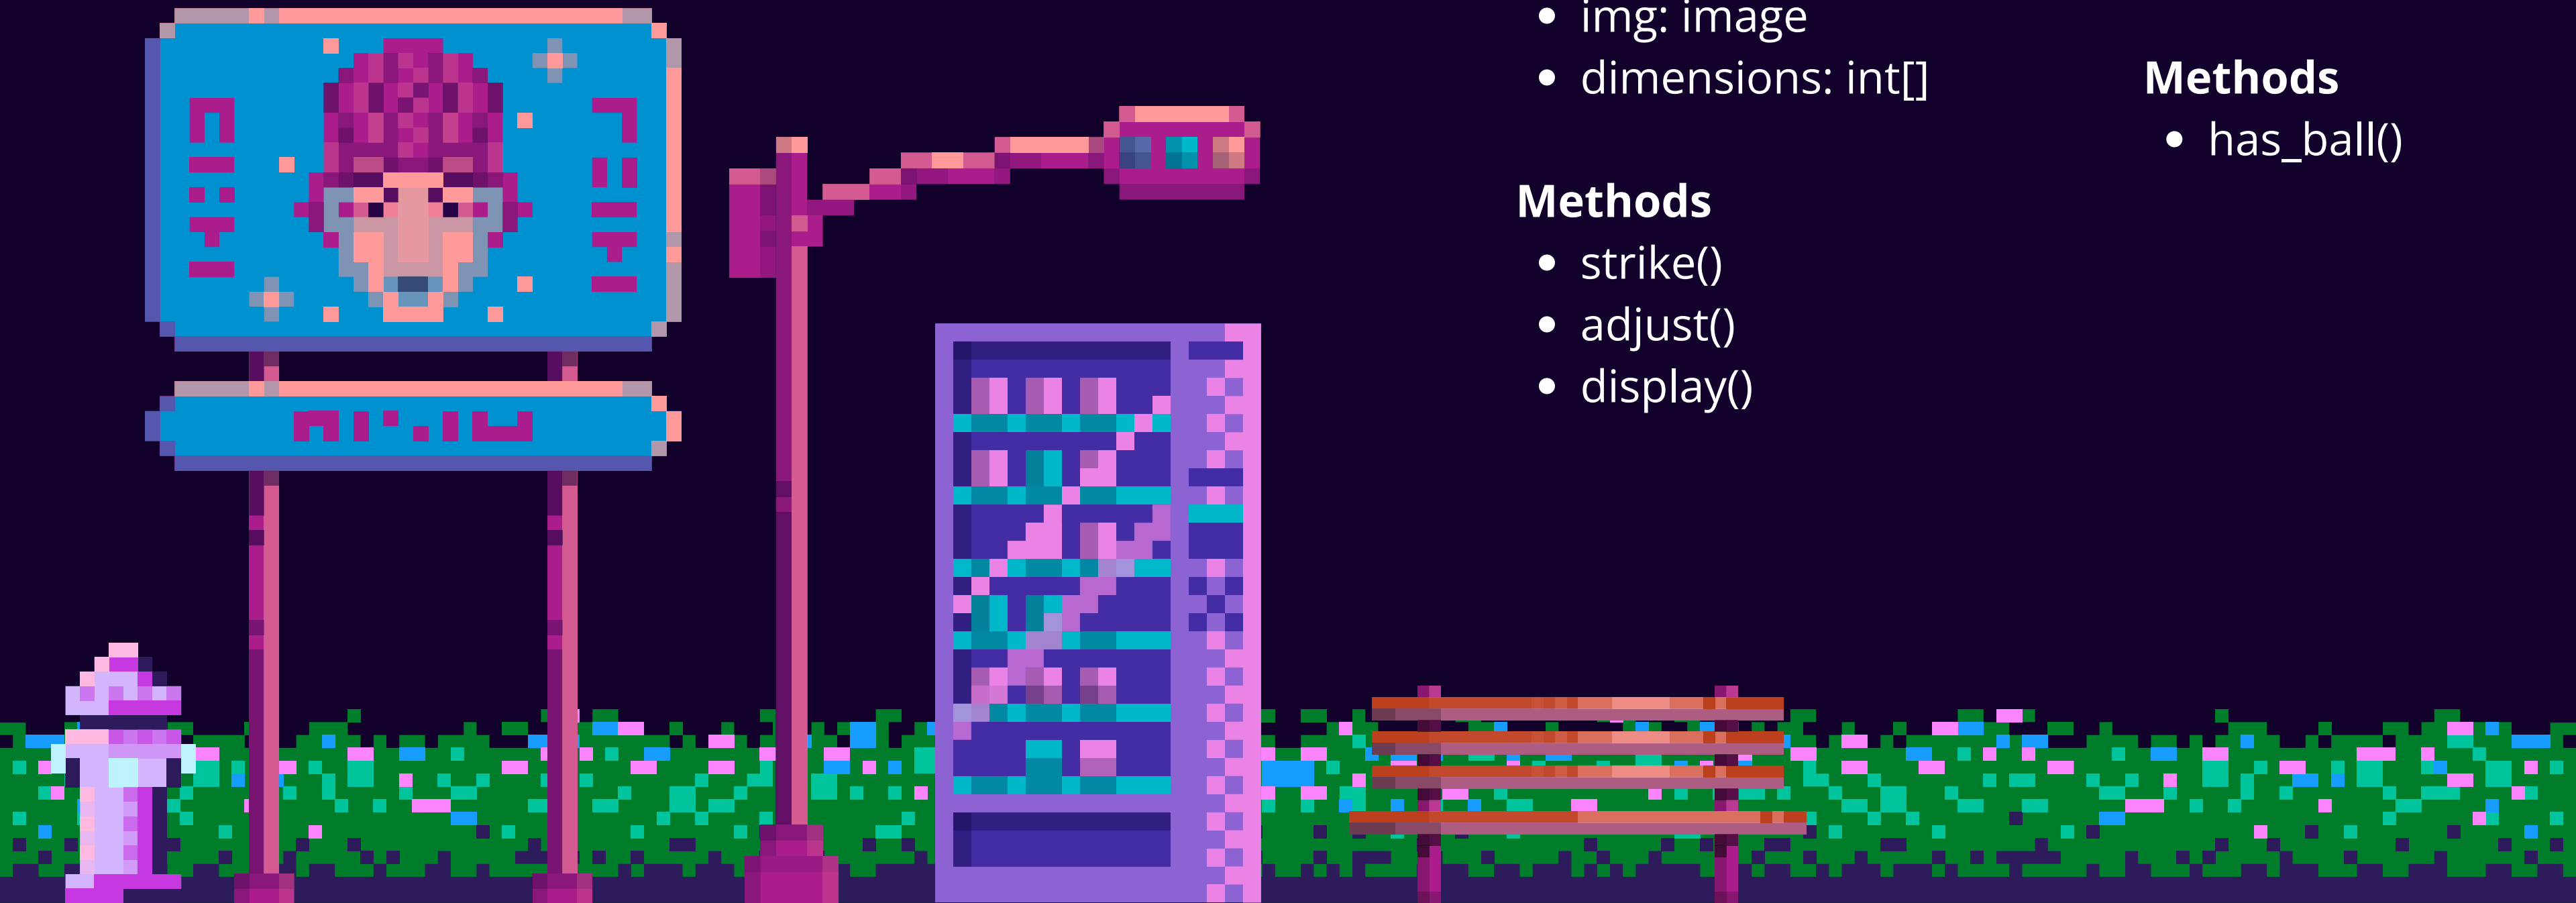 img: image
dimensions: int[]
Methods
strike()
adjust()
display()
Methods
has_ball()